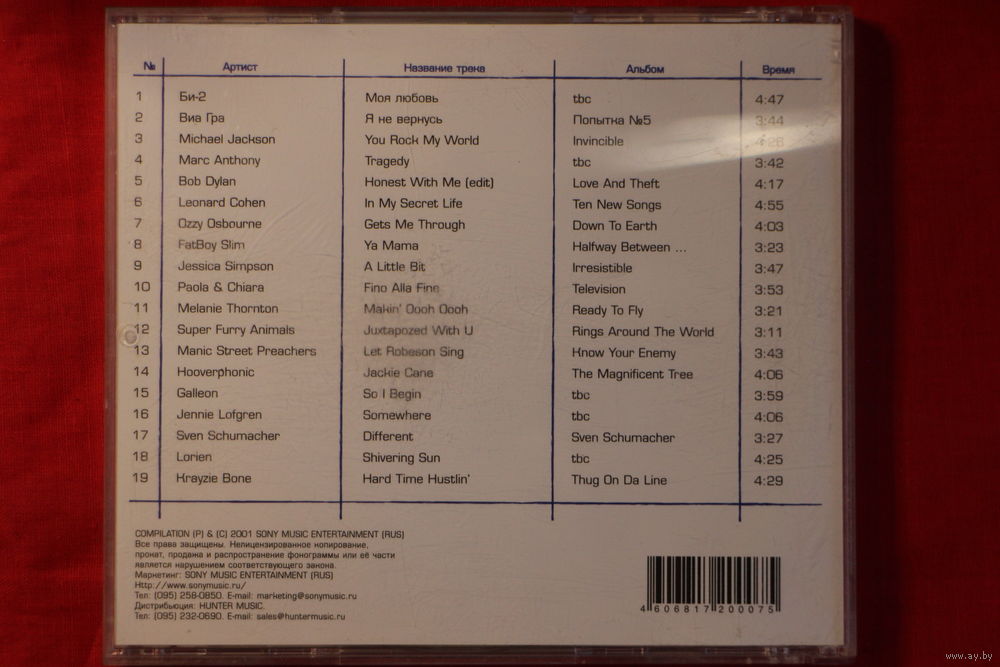 № Артист Название трека Альбом Время
1 Би-2 Моя любовь tbc 4:47
2 Виа Гра Я не вернусь Попытка №5 3:44
3 Michael Jackson You Rock My World Invincible 4:26
4 Marc Anthony Tragedy tbc 3:42
5 Bob Dylan Honest With Me (edit) Love And Theft 4:17
6 Leonard Cohen In My Secret Life Ten New Songs 4:55
7 Ozzy Osbourne Gets Me Through Down To Earth 4:03
8 FatBoy Slim Ya Mama Halfway Between ... 3:23
9 Jessica Simpson A Little Bit Irresistible 3:47
10 Paola & Chiara Fino Alla Fine Television 3:53
11 Melanie Thornton Makin' Oooh Oooh Ready To Fly 3:21
12 Super Furry Animals Juxtapozed With U Rings Around The World 3:11
13 Manic Street Preachers Let Robeson Sing Know Your Enemy 3:43
14 Hooverphonic Jackie Cane The Magnificent Tree 4:06
15 Galleon So I Begin tbc 3:59
16 Jennie Lofgren Somewhere tbc 4:06
17 Sven Schumacher Different Sven Schumacher 3:27
18 Lorien Shivering Sun tbc 4:25
19 Krayzie Bone Hard Time Hustlin' Thug On Da Line 4:29
COMPILATION (P) & (C) 2001 SONY MUSIC ENTERTAINMENT (RUS)
Все права защищены. Нелицензированное копирование,
прокат, продажа и распространение фонограммы или её части
является нарушением соответствующего закона.
Маркетинг: SONY MUSIC ENTERTAINMENT (RUS)
Http://www.sonymusic.ru/
Тел: (095) 258-0850. E-mail: marketing@sonymusic.ru
Дистрибьюция: HUNTER MUSIC.
Тел: (095) 232-0690. E-mail: sales@huntermusic.ru
4 606817 200075
www.ay.by